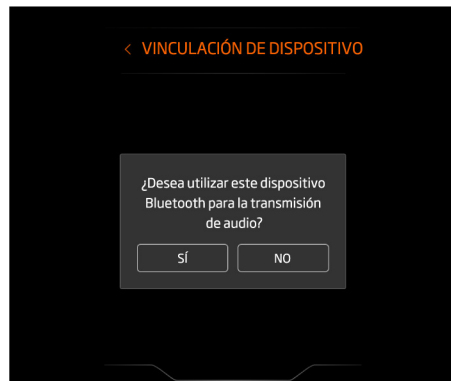 < VINCULACIÓN DE DISPOSITIVO
¿Desea utilizar este dispositivo
Bluetooth para la transmisión
de audio?
SÍ NO